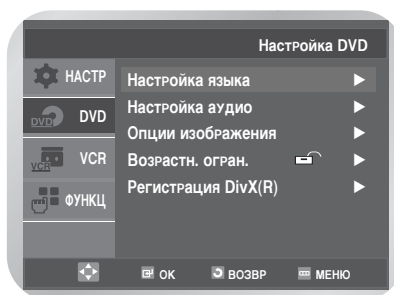 Настройка DVD
НАСТР
Настройка языка
DVD DVD
Настройка аудио
Опции изображения
VCR VCR
Возрастн. огран.
Регистрация DivX(R)
ФУНКЦ
ОК ВОЗВР МЕНЮ